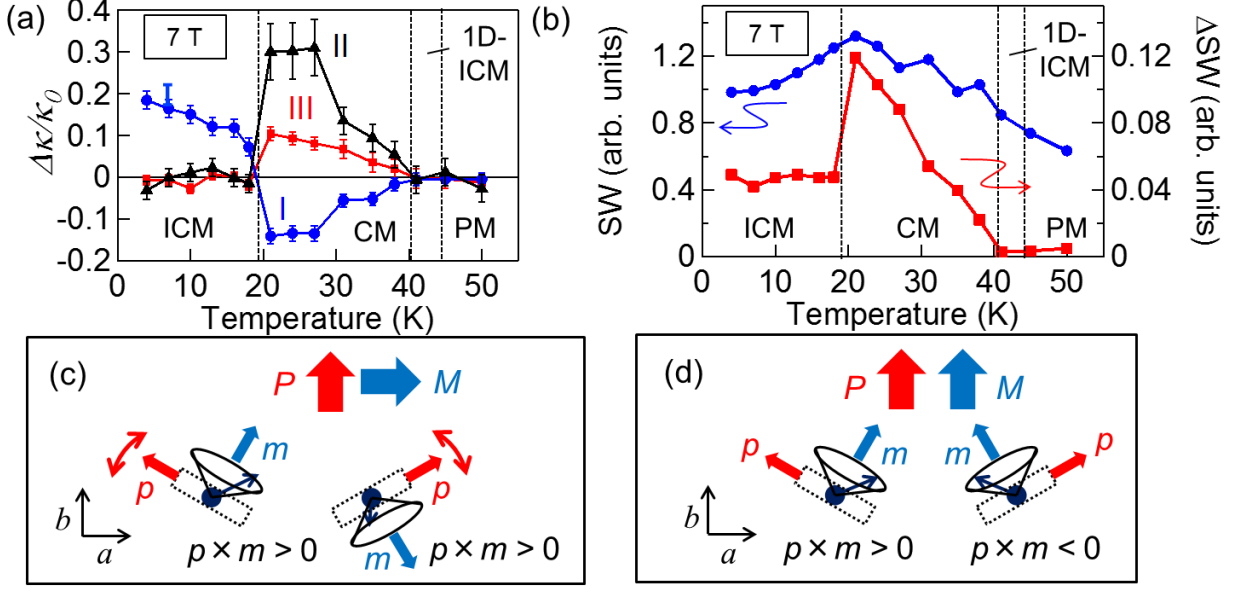 (a)
7 T
II
1D-
ICM
I
III
I
ICM
CM
PM
Δκ/κ₀
0.4
0.3
0.2
0.1
0
-0.1
0.2
0 10 20 30 40 50
Temperature (K)
(b)
7 T
1D-
ICM
ICM
CM
PM
SW (arb. units)
1.2
0.8
0.4
0
ΔSW (arb. units)
0.12
0.08
0.04
0
0 10 20 30 40 50
Temperature (K)
(c)
P M
p m p m
b
a
p × m > 0 p × m > 0
(d)
P M
p m m p
b
a
p × m > 0 p × m < 0